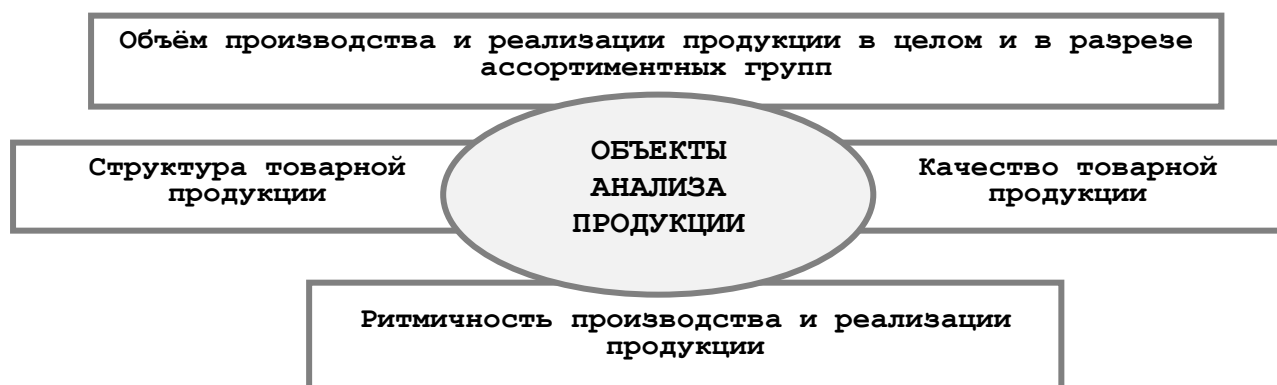 Объём производства и реализации продукции в целом и в разрезе
ассортиментных групп
Структура товарной
продукции
ОБЪЕКТЫ
АНАЛИЗА
ПРОДУКЦИИ
Качество товарной
продукции
Ритмичность производства и реализации
продукции